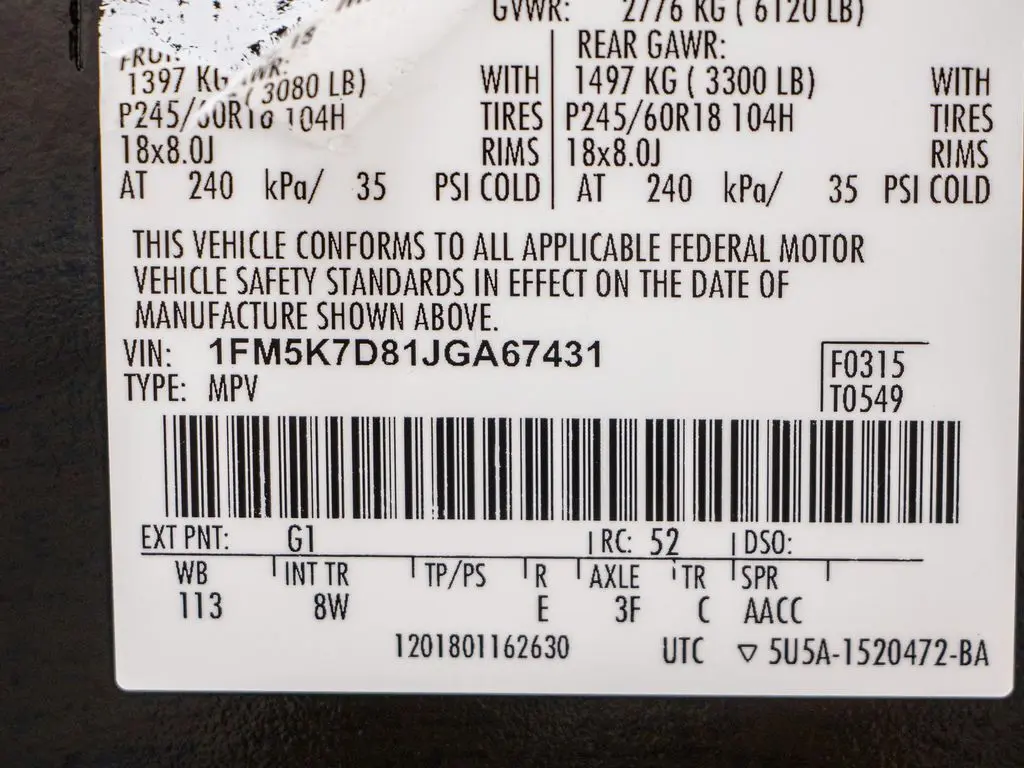 GVWR: 2776 KG ( 6120 LB)
REAR GAWR:
1397 KG ( 3080 LB) WITH 1497 KG ( 3300 LB) WITH
P245/60R18 104H TIRES P245/60R18 104H TIRES
18x8.0J RIMS 18x8.0J RIMS
AT 240 kPa/ 35 PSI COLD AT 240 kPa/ 35 PSI COLD
THIS VEHICLE CONFORMS TO ALL APPLICABLE FEDERAL MOTOR
VEHICLE SAFETY STANDARDS IN EFFECT ON THE DATE OF
MANUFACTURE SHOWN ABOVE.
VIN: 1FM5K7D81JGA67431
F0315
TYPE: MPV
T0549
EXT PNT: G1 RC: 52 DSO:
WB INT TR TP/PS R AXLE TR SPR
113 8W E 3F C AACC
1201801162630 UTC ▽ 5U5A-1520472-BA